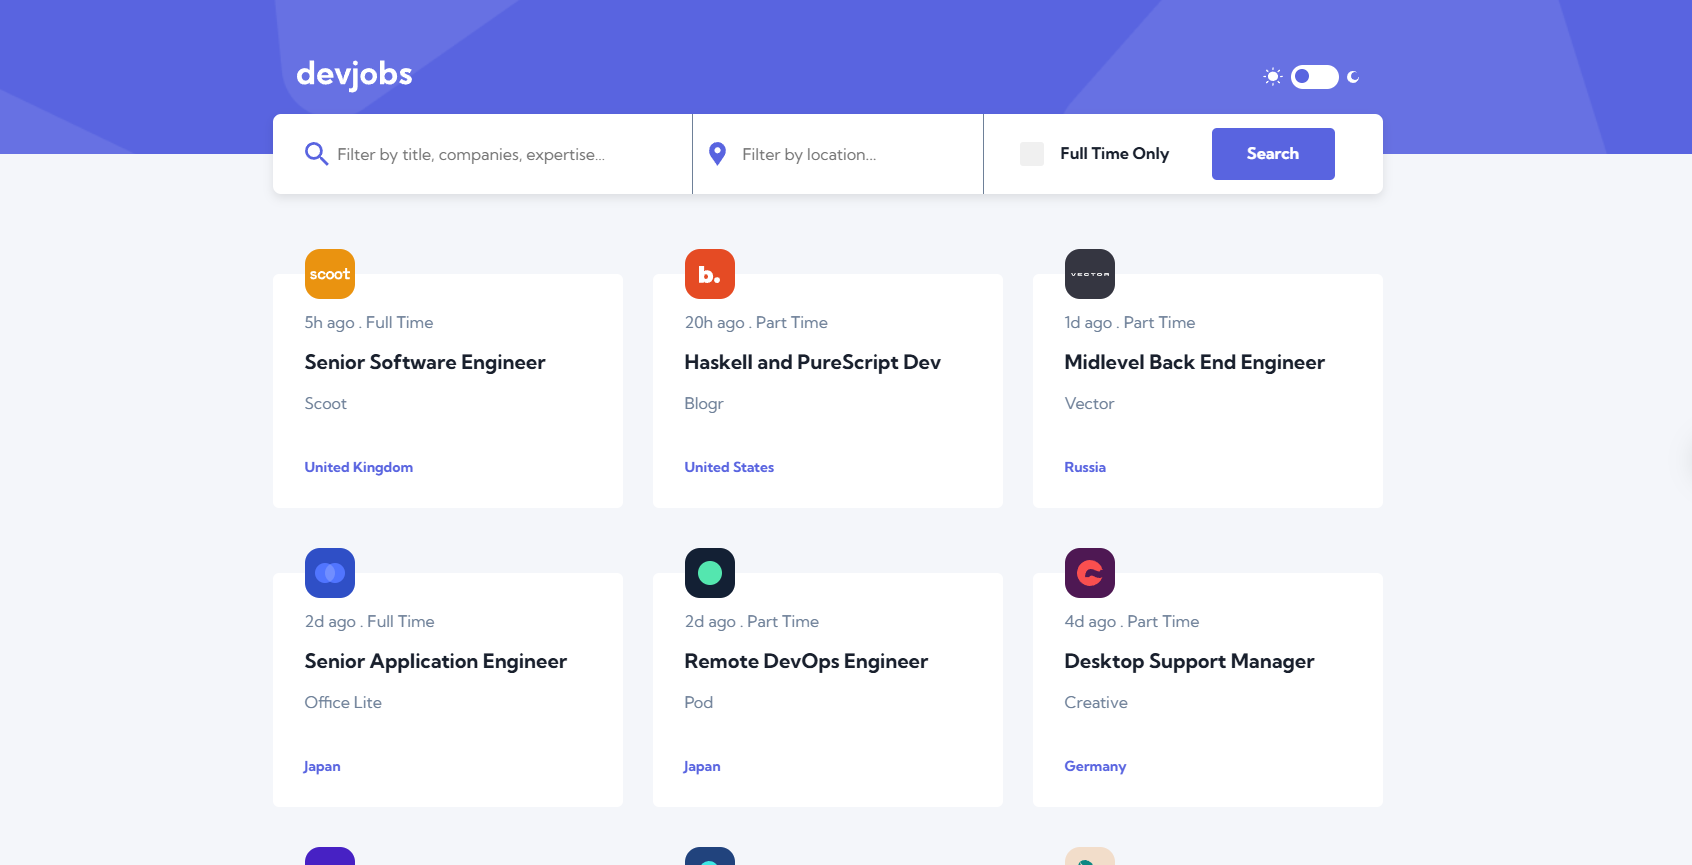 devjobs
Filter by title, companies, expertise...
Filter by location...
Full Time Only
Search
scoot
5h ago . Full Time
Senior Software Engineer
Scoot
United Kingdom
b.
20h ago . Part Time
Haskell and PureScript Dev
Blogr
United States
VECTOR
1d ago . Part Time
Midlevel Back End Engineer
Vector
Russia
2d ago . Full Time
Senior Application Engineer
Office Lite
Japan
2d ago . Part Time
Remote DevOps Engineer
Pod
Japan
4d ago . Part Time
Desktop Support Manager
Creative
Germany